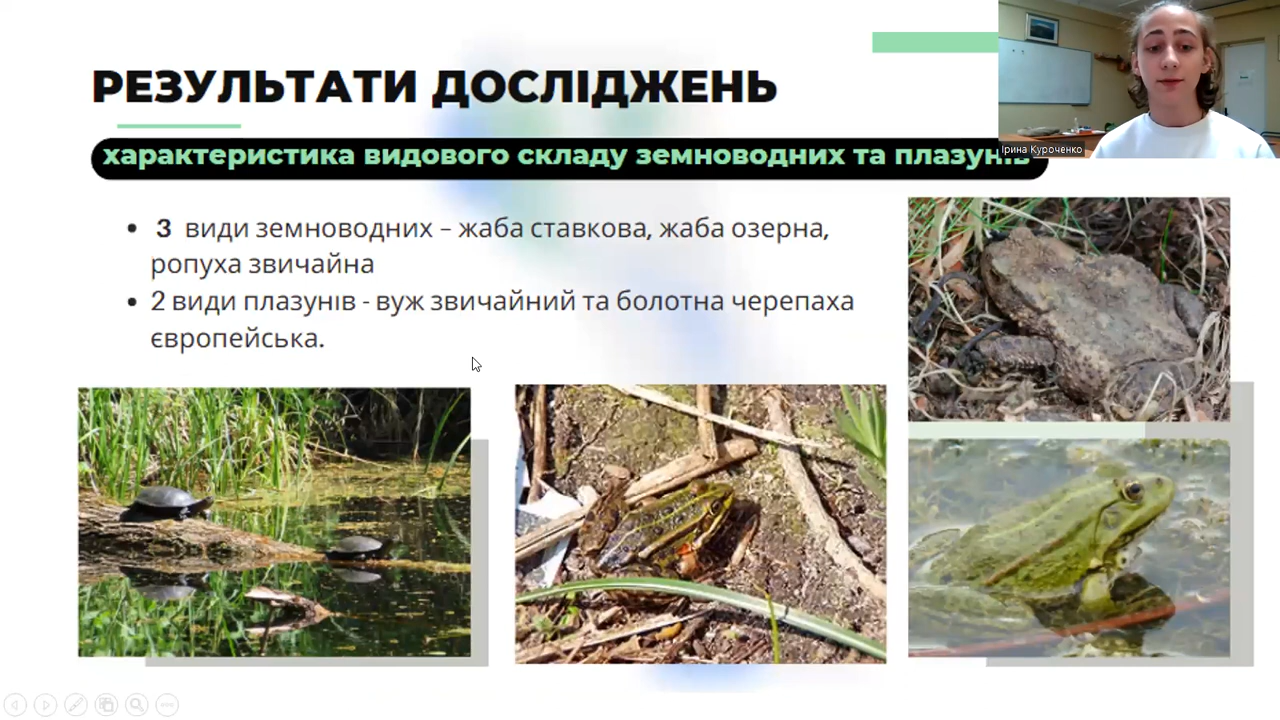 РЕЗУЛЬТАТИ ДОСЛІДЖЕНЬ
характеристика видового складу земноводних та плазунів
Ірина Куроченко
• 3 види земноводних – жаба ставкова, жаба озерна,
ропуха звичайна
• 2 види плазунів - вуж звичайний та болотна черепаха
європейська.